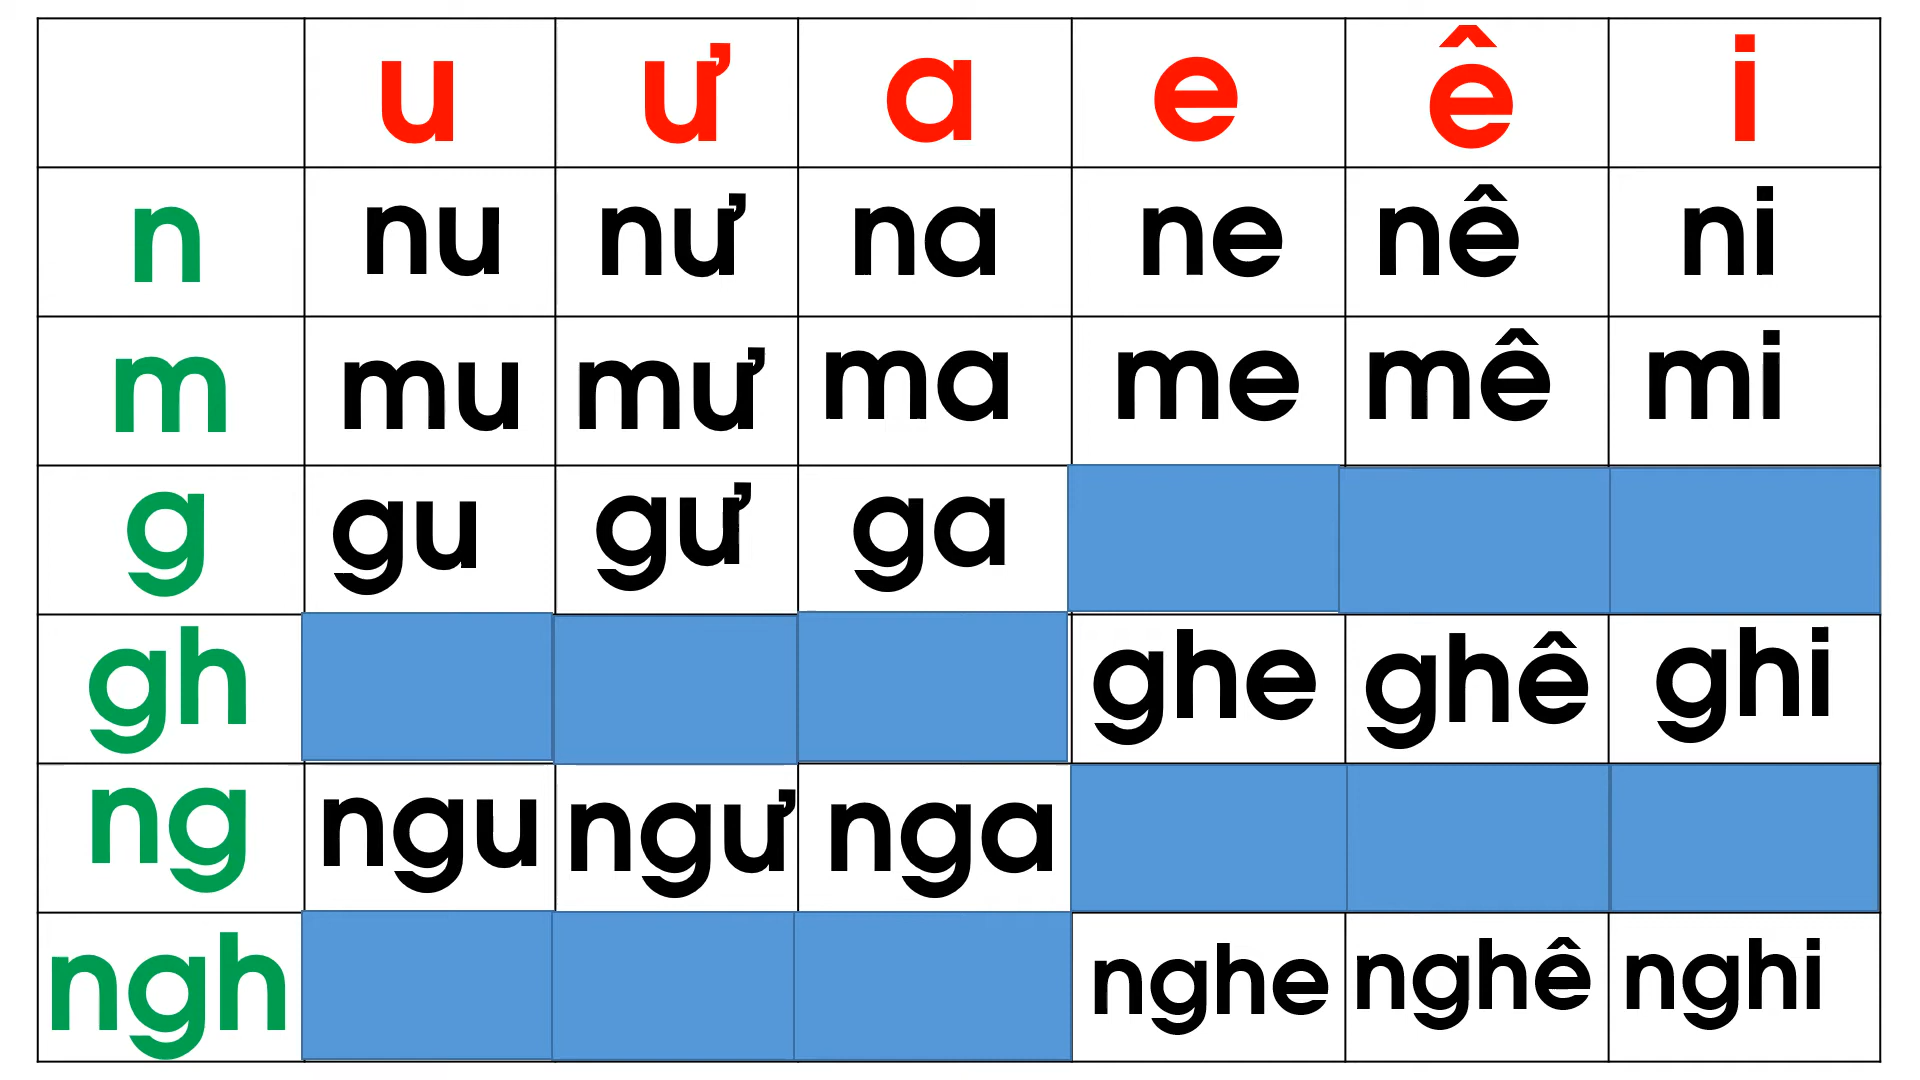 u ư a e ê i
n nu nư na ne nê ni
m mu mư ma me mê mi
g gu gư ga
gh ghe ghê ghi
ng ngu ngư nga
ngh nghe nghê nghi